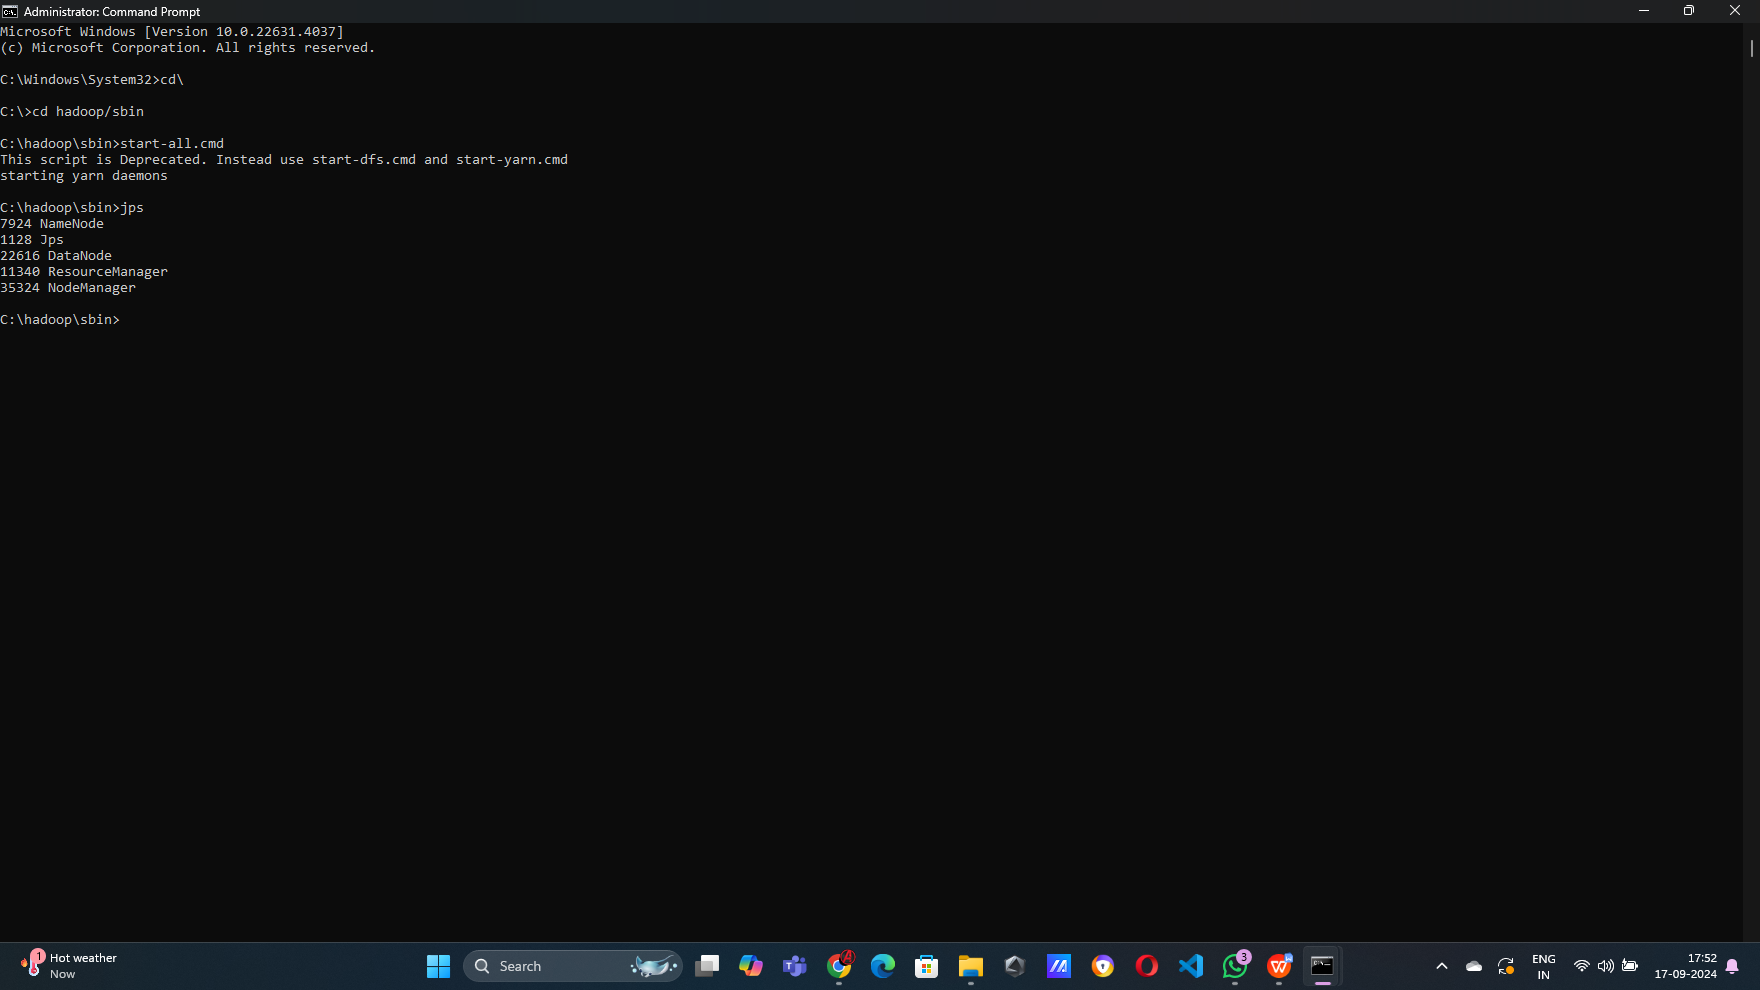 Administrator: Command Prompt
Microsoft Windows [Version 10.0.22631.4037]
(c) Microsoft Corporation. All rights reserved.
C:\Windows\System32>cd\
C:\>cd hadoop/sbin
C:\hadoop\sbin>start-all.cmd
This script is Deprecated. Instead use start-dfs.cmd and start-yarn.cmd
starting yarn daemons
C:\hadoop\sbin>jps
7924 NameNode
1128 Jps
22616 DataNode
11340 ResourceManager
35324 NodeManager
C:\hadoop\sbin>
1
Hot weather
Now
Search
3
ENG
IN
17:52
17-09-2024